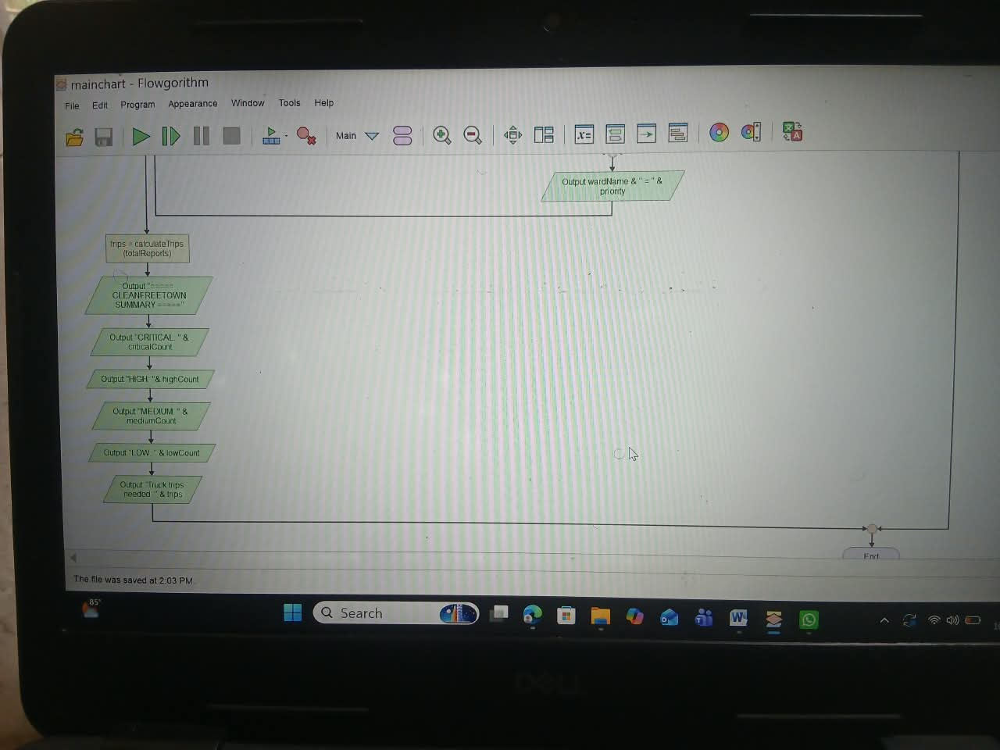 mainchart - Flowgorithm
File Edit Program Appearance Window Tools Help
Main
Output wardName & " = " &
priority
trips = calculateTrips
(totalReports)
Output "=====
CLEANFREETOWN
SUMMARY ====="
Output "CRITICAL: " &
criticalCount
Output "HIGH: "& highCount
Output "MEDIUM: " &
mediumCount
Output "LOW: " & lowCount
Output "Truck trips
needed: " & trips
End
The file was saved at 2:03 PM.
85°
Search
DELL